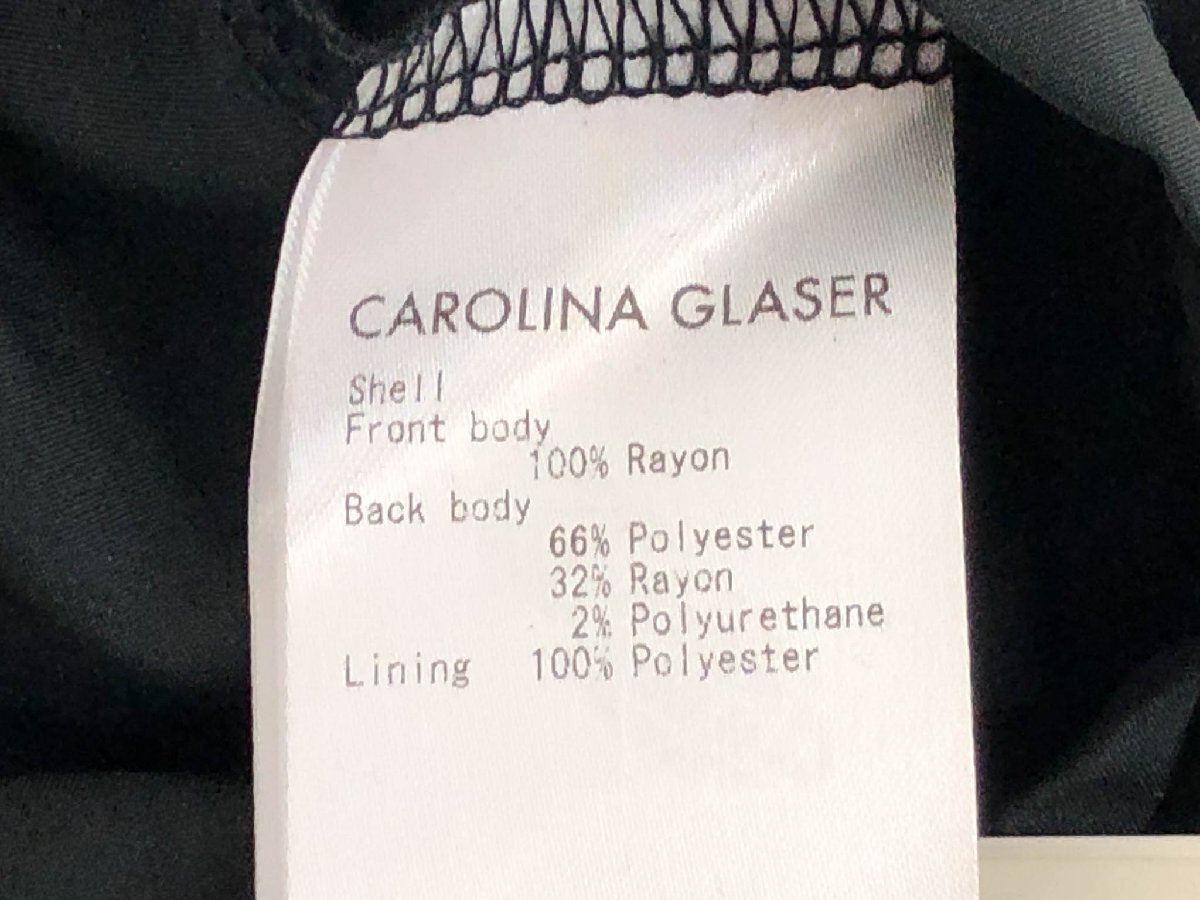 CAROLINA GLASER
Shell
Front body
100% Rayon
Back body
66% Polyester
32% Rayon
2% Polyurethane
Lining 100% Polyester